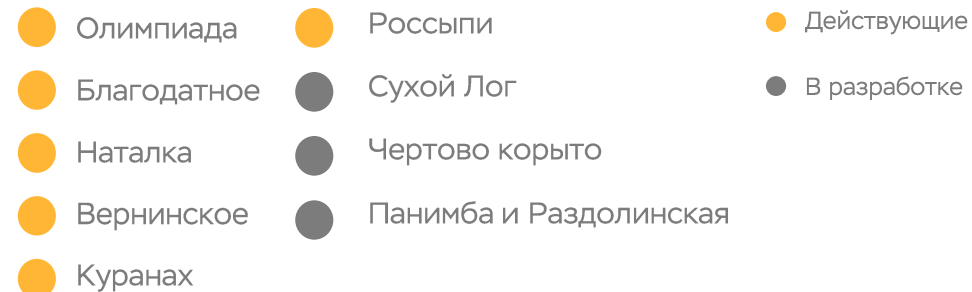 Олимпиада
Благодатное
Наталка
Вернинское
Куранах
Россыпи
Сухой Лог
Чертово корыто
Панимба и Раздолинская
Действующие
В разработке